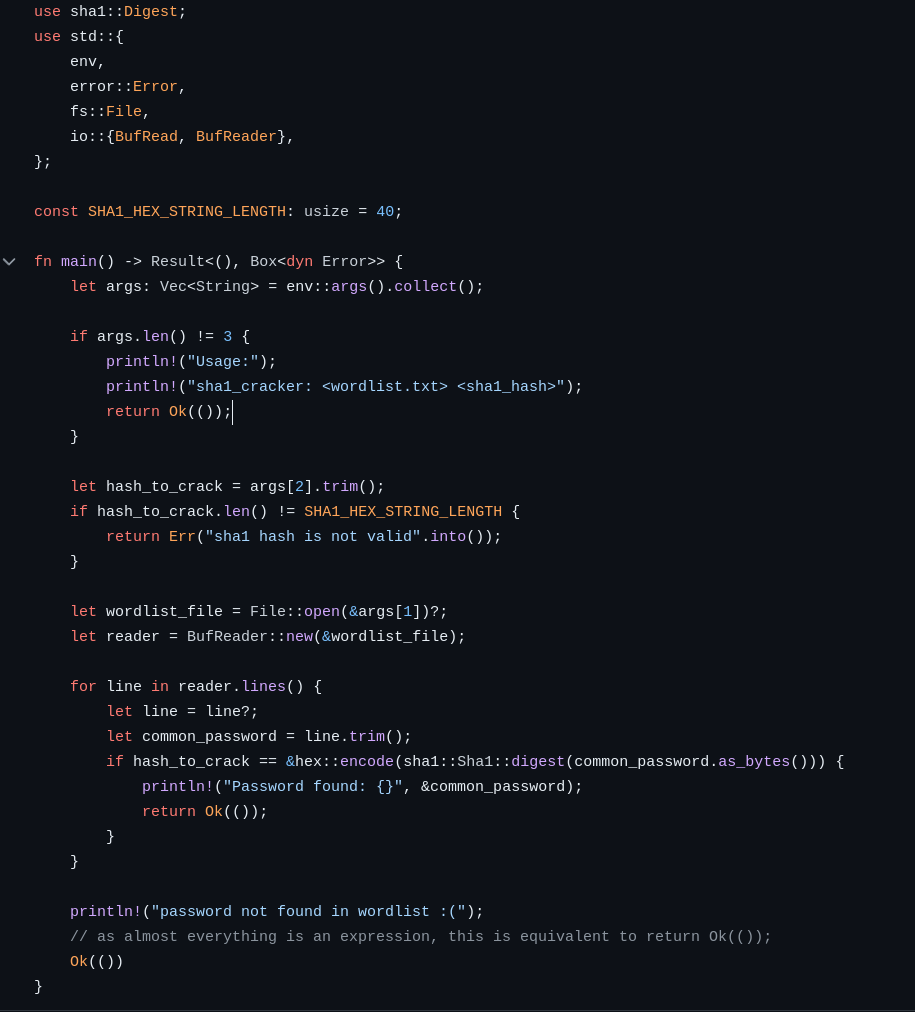 use sha1::Digest;
use std::{
    env,
    error::Error,
    fs::File,
    io::{BufRead, BufReader},
};

const SHA1_HEX_STRING_LENGTH: usize = 40;

fn main() -> Result<(), Box<dyn Error>> {
    let args: Vec<String> = env::args().collect();

    if args.len() != 3 {
        println!("Usage:");
        println!("sha1_cracker: <wordlist.txt> <sha1_hash>");
        return Ok(());
    }

    let hash_to_crack = args[2].trim();
    if hash_to_crack.len() != SHA1_HEX_STRING_LENGTH {
        return Err("sha1 hash is not valid".into());
    }

    let wordlist_file = File::open(&args[1])?;
    let reader = BufReader::new(&wordlist_file);

    for line in reader.lines() {
        let line = line?;
        let common_password = line.trim();
        if hash_to_crack == &hex::encode(sha1::Sha1::digest(common_password.as_bytes())) {
            println!("Password found: {}", &common_password);
            return Ok(());
        }
    }

    println!("password not found in wordlist :(");
    // as almost everything is an expression, this is equivalent to return Ok(());
    Ok(())
}